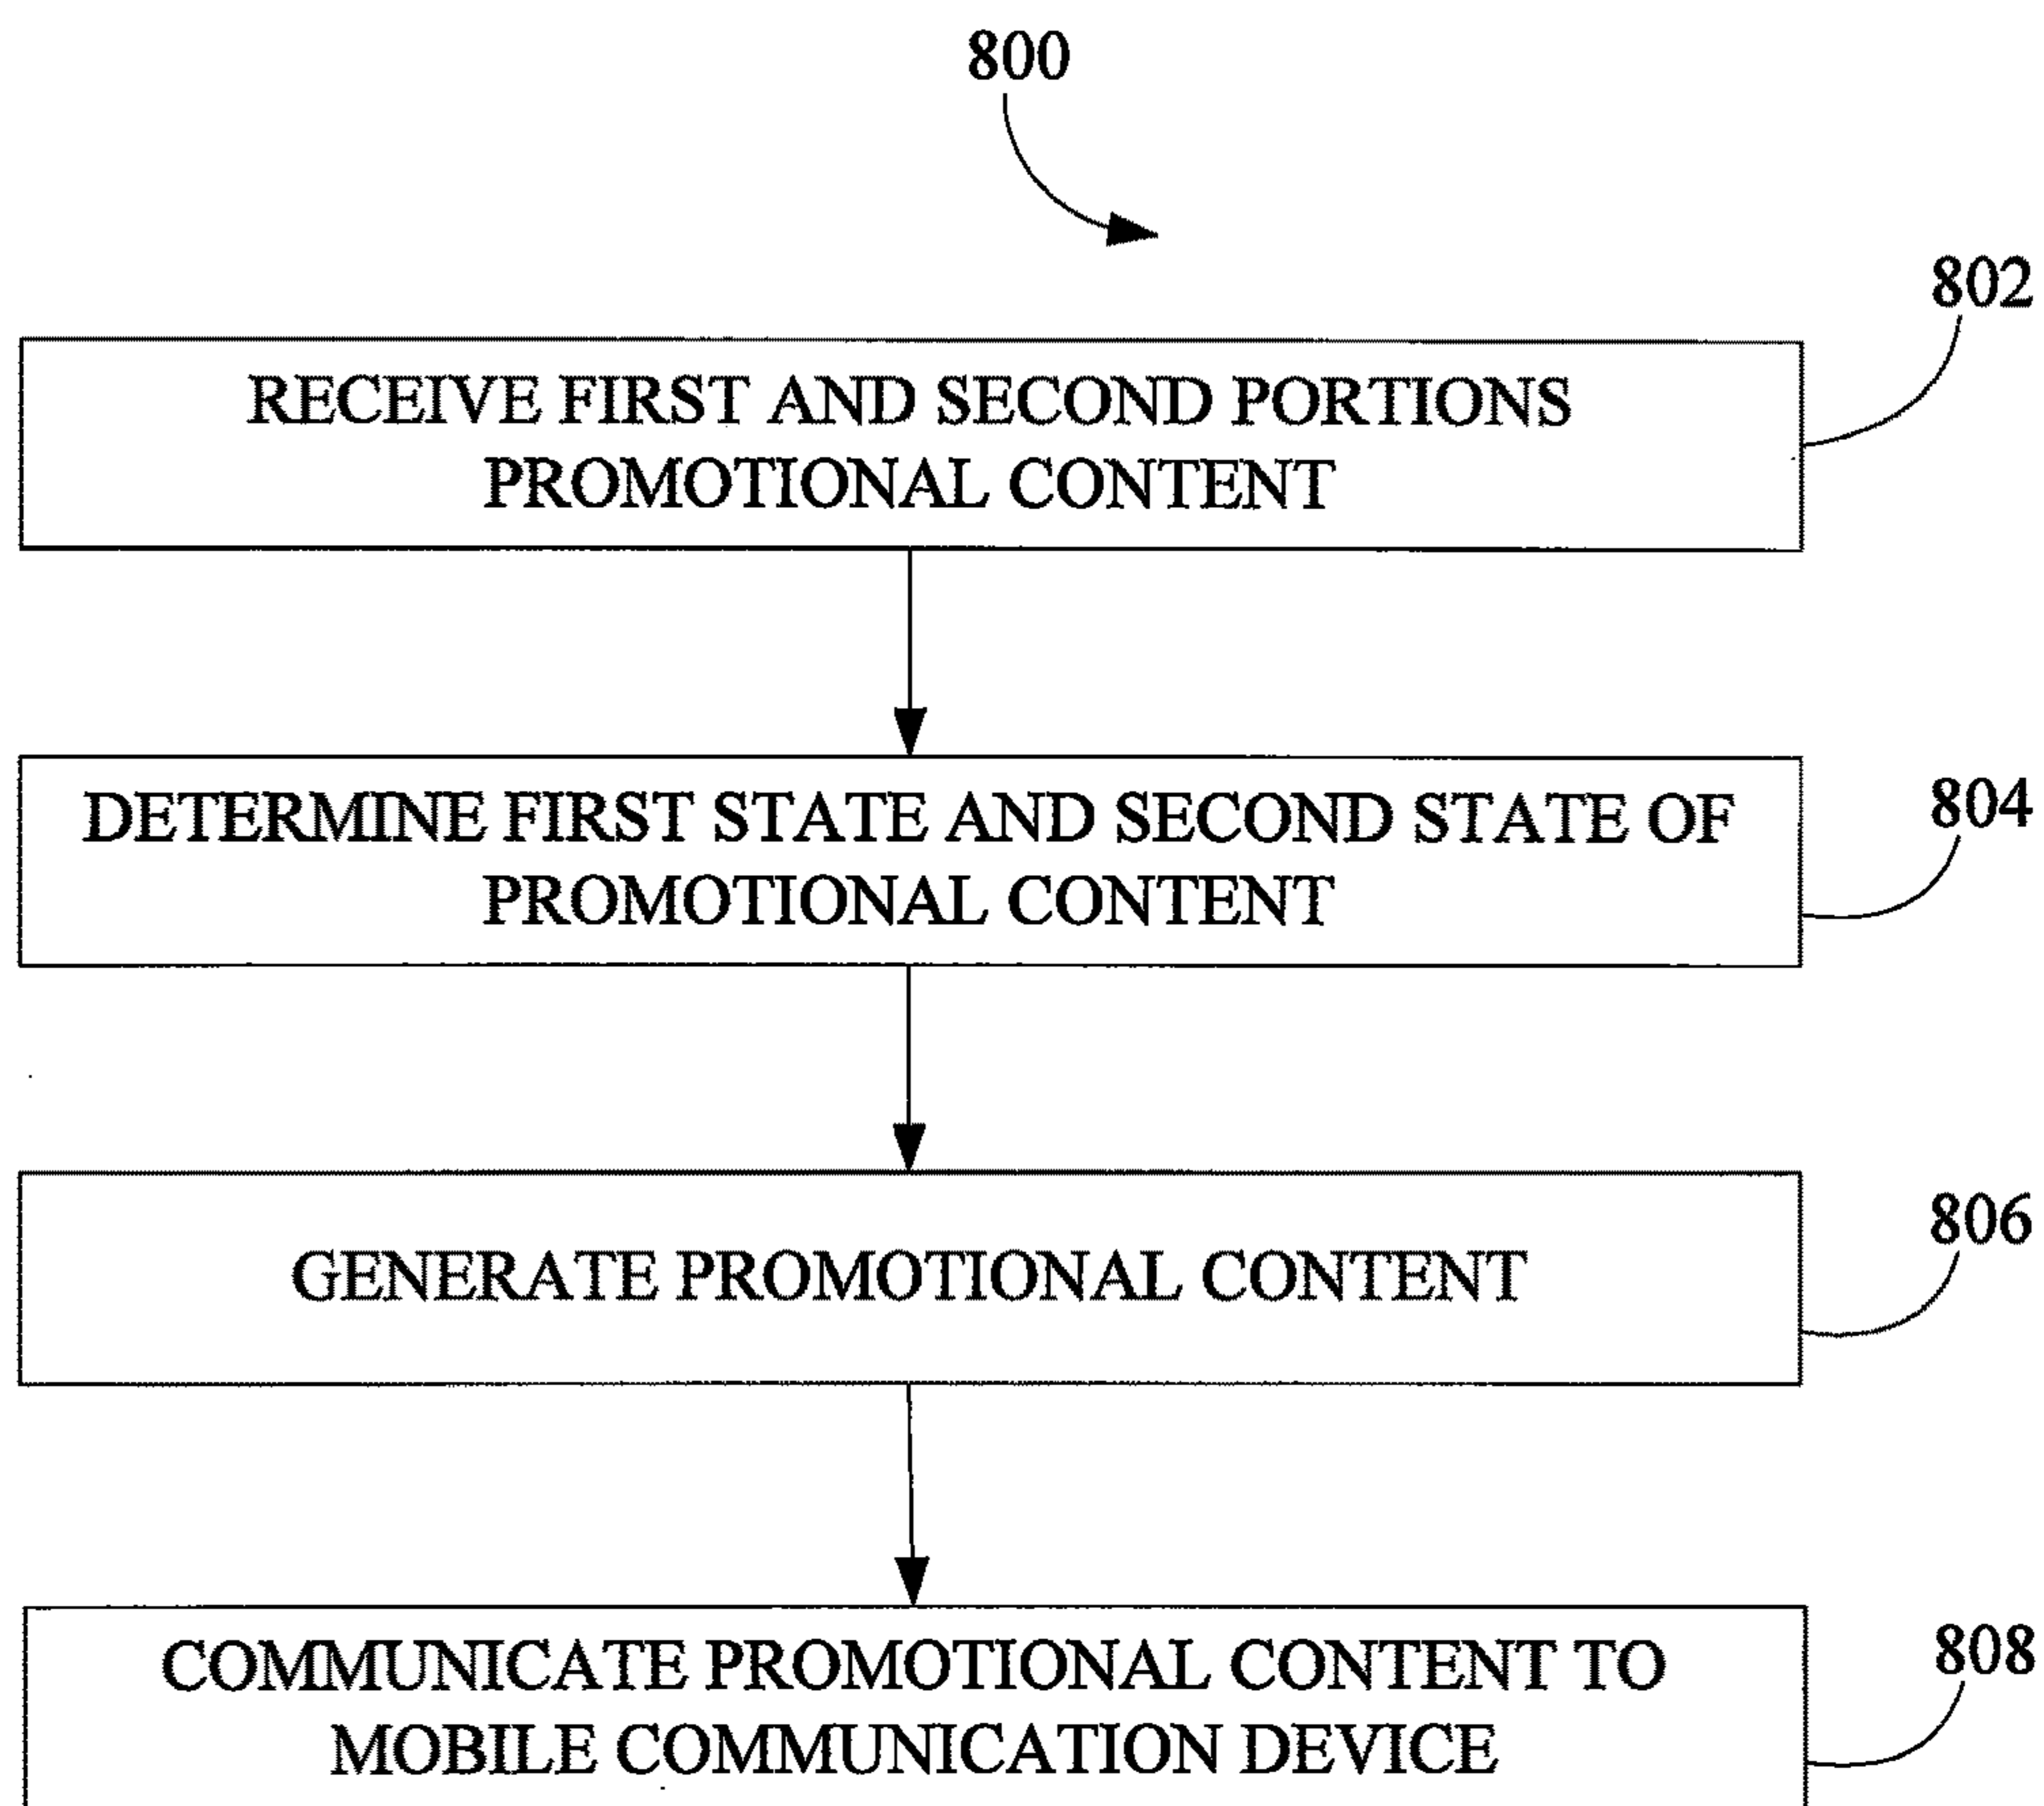 800
802
RECEIVE FIRST AND SECOND PORTIONS
PROMOTIONAL CONTENT
804
DETERMINE FIRST STATE AND SECOND STATE OF
PROMOTIONAL CONTENT
806
GENERATE PROMOTIONAL CONTENT
808
COMMUNICATE PROMOTIONAL CONTENT TO
MOBILE COMMUNICATION DEVICE